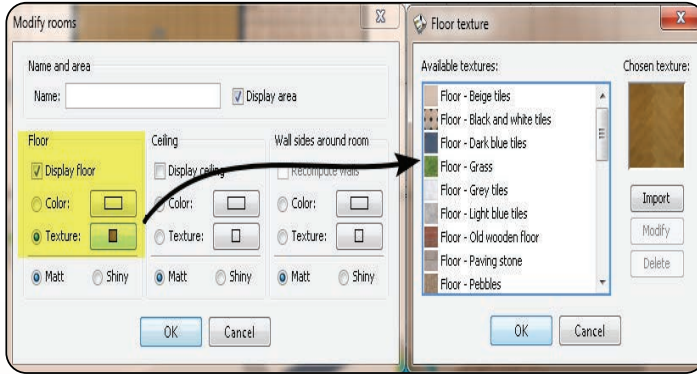 Modify rooms
Name and area
Name:
Display area
Floor
Display floor
Color:
Texture:
Matt
Shiny
Ceiling
Display ceiling
Color:
Texture:
Matt
Shiny
Wall sides around room
Recompute walls
Color:
Texture:
Matt
Shiny
OK
Cancel
Floor texture
Available textures:
Floor - Beige tiles
Floor - Black and white tiles
Floor - Dark blue tiles
Floor - Grass
Floor - Grey tiles
Floor - Light blue tiles
Floor - Old wooden floor
Floor - Paving stone
Floor - Pebbles
Chosen texture:
Import
Modify
Delete
OK
Cancel